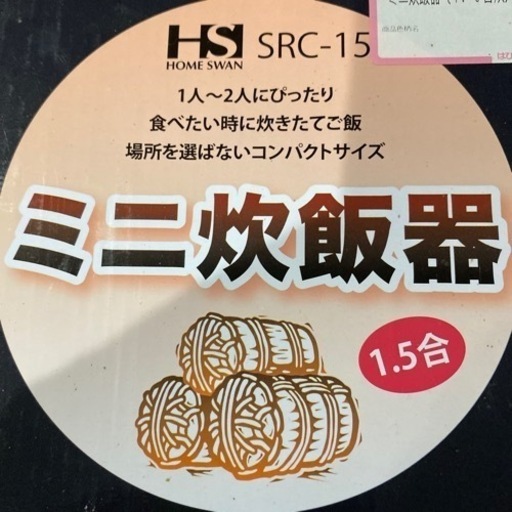 HS SRC-15
HOME SWAN
1人～2人にぴったり
食べたい時に炊きたてご飯
場所を選ばないコンパクトサイズ
ミニ炊飯器
1.5合